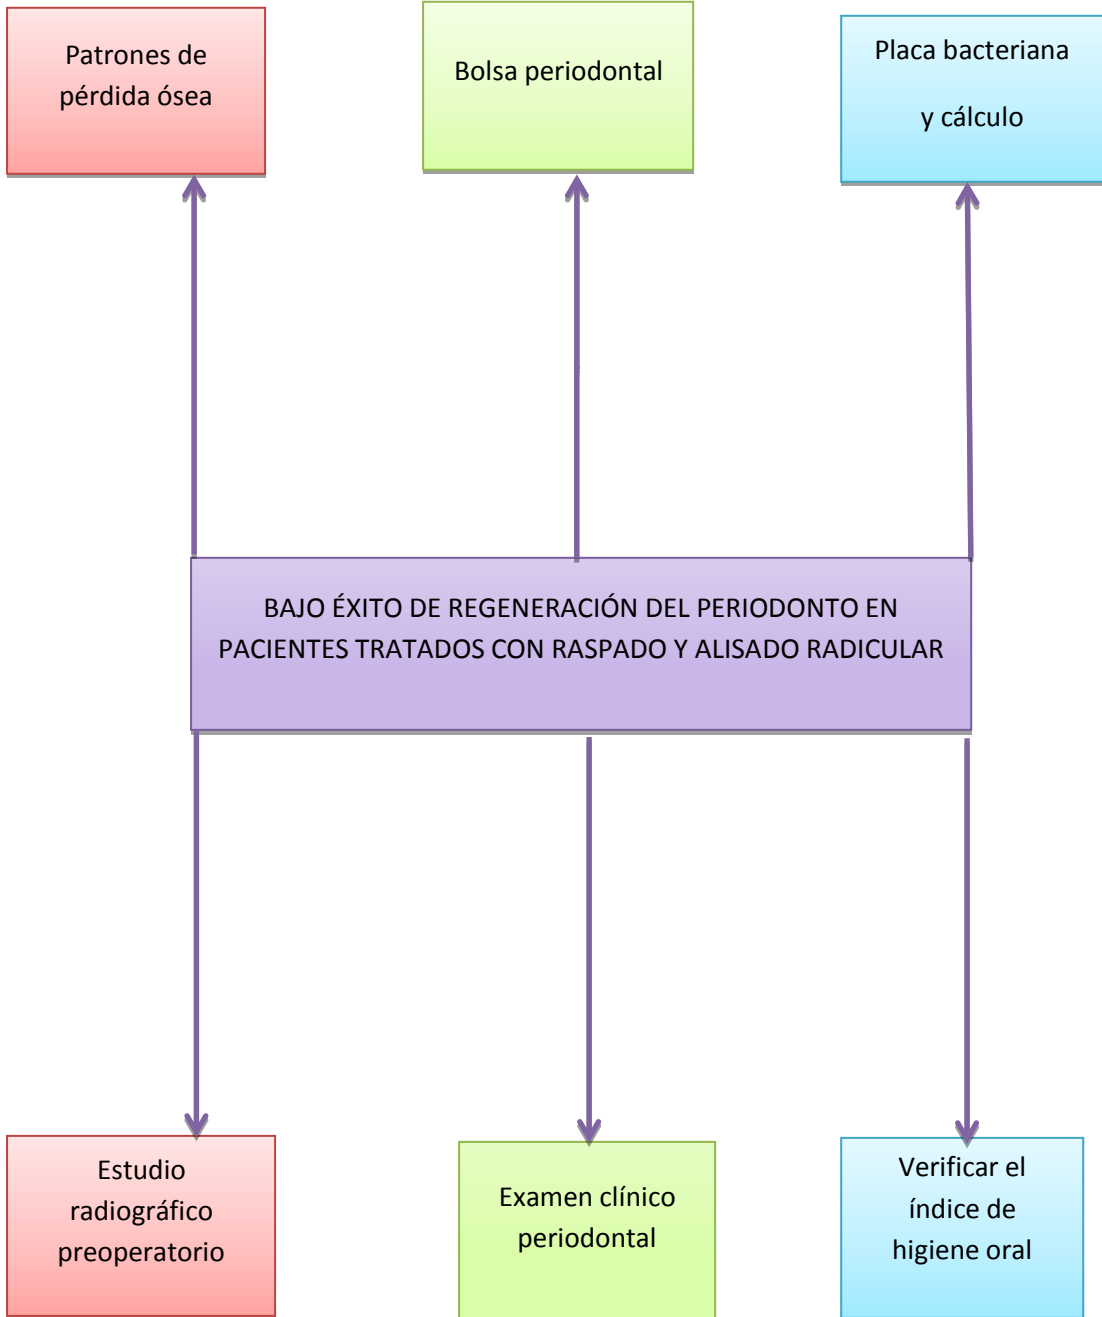 Patrones de
pérdida ósea
Bolsa periodontal
Placa bacteriana
y cálculo
BAJO ÉXITO DE REGENERACIÓN DEL PERIODONTO EN
PACIENTES TRATADOS CON RASPADO Y ALISADO RADICULAR
Estudio
radiográfico
preoperatorio
Examen clínico
periodontal
Verificar el
índice de
higiene oral